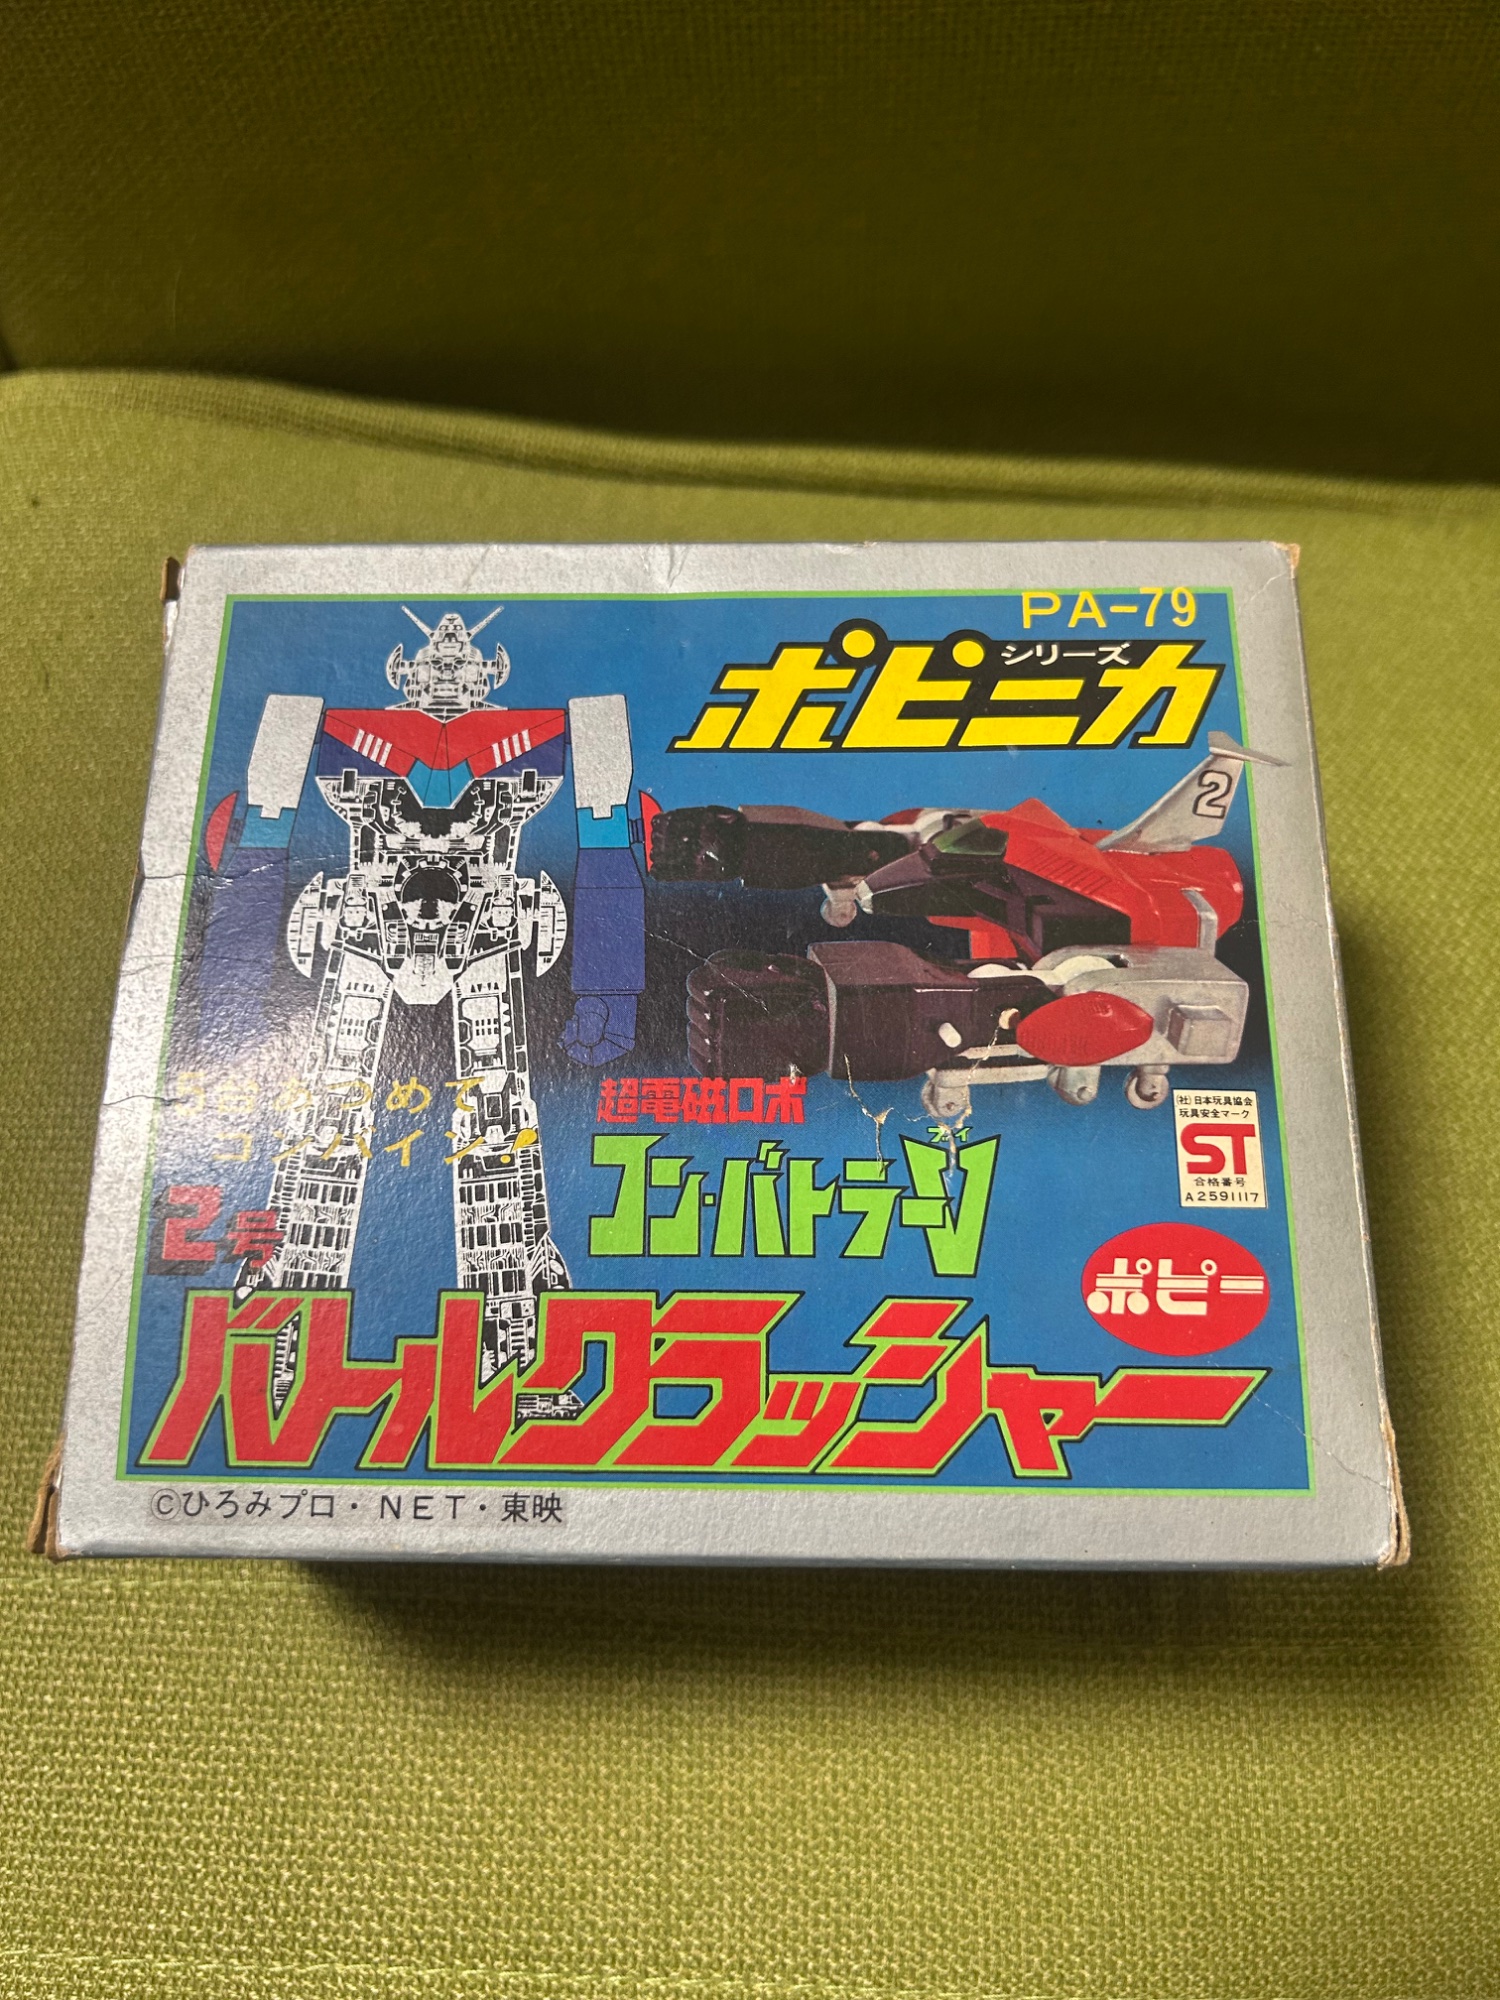 PA-79
ポピニカ
シリーズ
2
5台あつめて
コンバイン!
2号
超電磁ロボ
コン・バトラーV
ブイ
バトルクラッシャー
(社)日本玩具協会
玩具安全マーク
ST
合格番号
A2591117
ポピー
©ひろみプロ・NET・東映